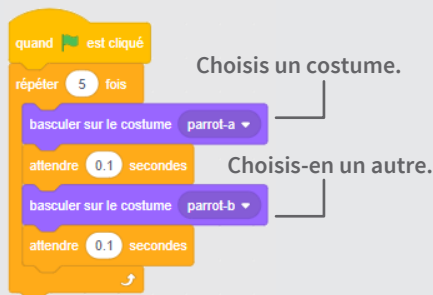 quand est cliqué
répéter 5 fois
Choisis un costume.
basculer sur le costume parrot-a
attendre 0.1 secondes
Choisis-en un autre.
basculer sur le costume parrot-b
attendre 0.1 secondes